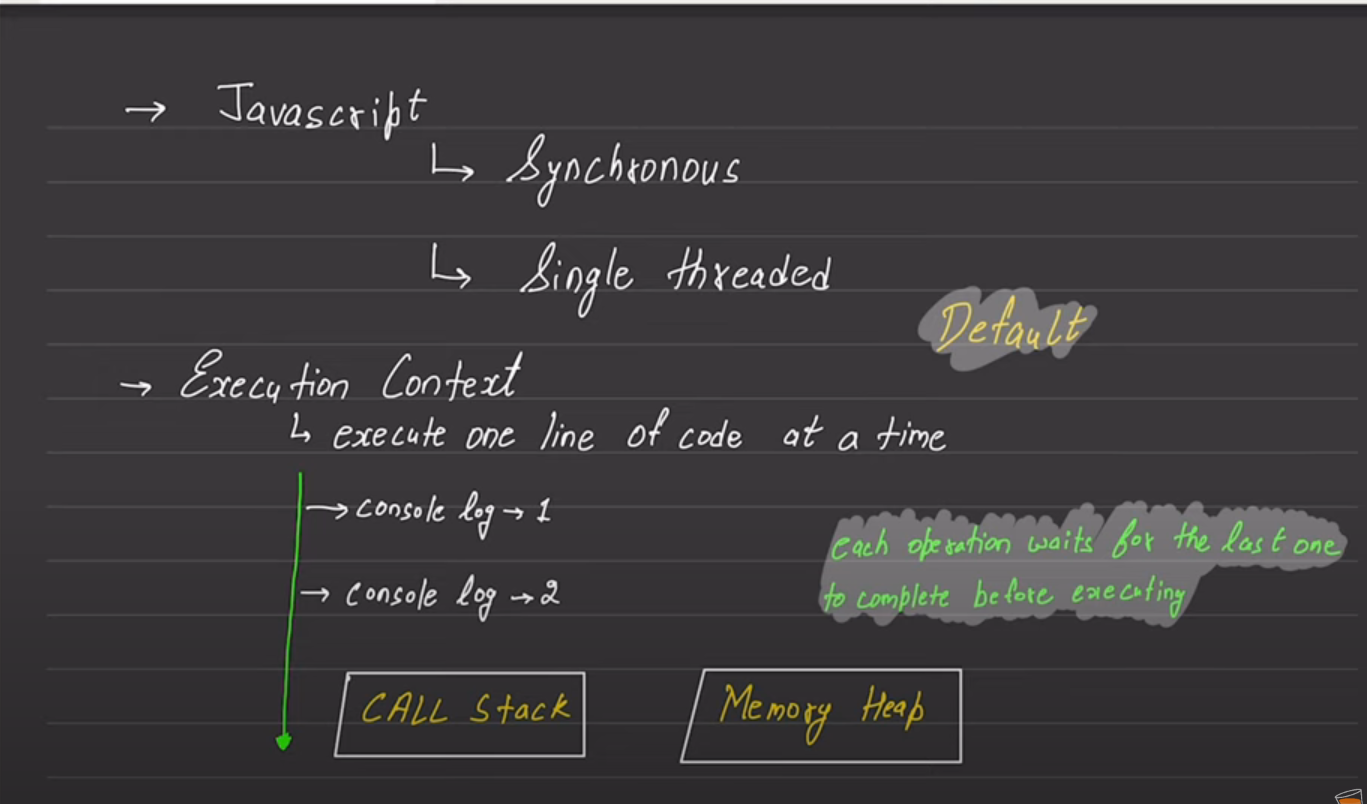 → Javascript
↳ Synchronous
↳ Single threaded
Default
→ Execution Context
↳ execute one line of code at a time
→ console log → 1
each operation waits for the last one
→ console log → 2
to complete before executing
CALL Stack
Memory Heap